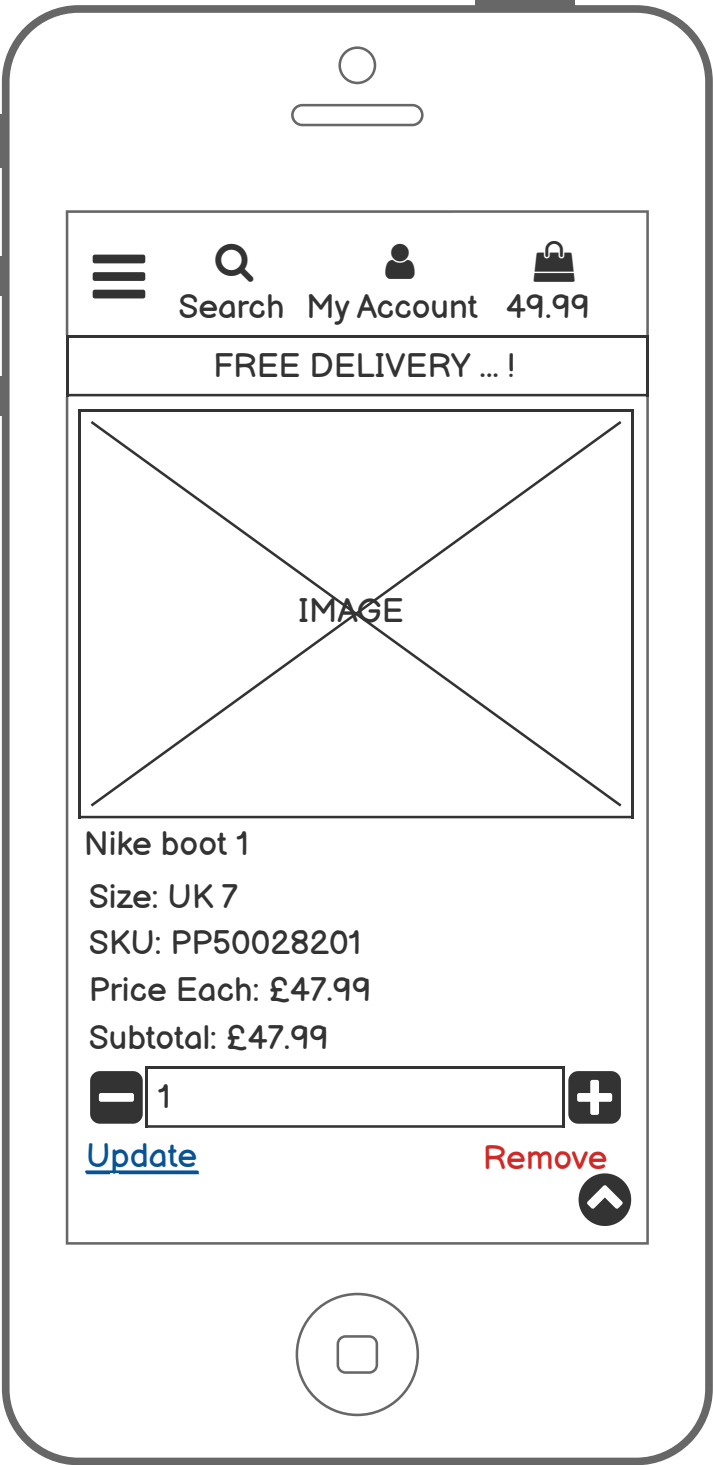 Search My Account 49.99
FREE DELIVERY ... !
IMAGE
Nike boot 1
Size: UK 7
SKU: PP50028201
Price Each: £47.99
Subtotal: £47.99
1
Update Remove